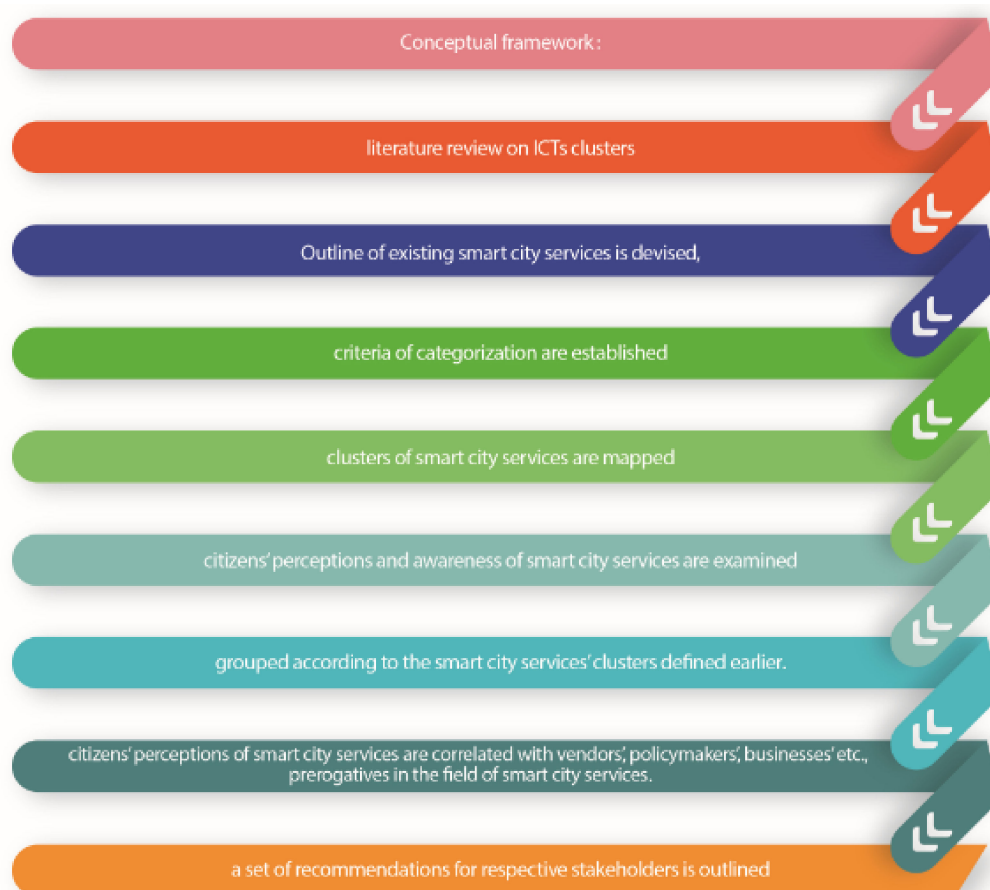 Conceptual framework :
literature review on ICTs clusters
Outline of existing smart city services is devised,
criteria of categorization are established
clusters of smart city services are mapped
citizens' perceptions and awareness of smart city services are examined
grouped according to the smart city services' clusters defined earlier.
citizens' perceptions of smart city services are correlated with vendors', policymakers', businesses' etc.,
prerogatives in the field of smart city services.
a set of recommendations for respective stakeholders is outlined